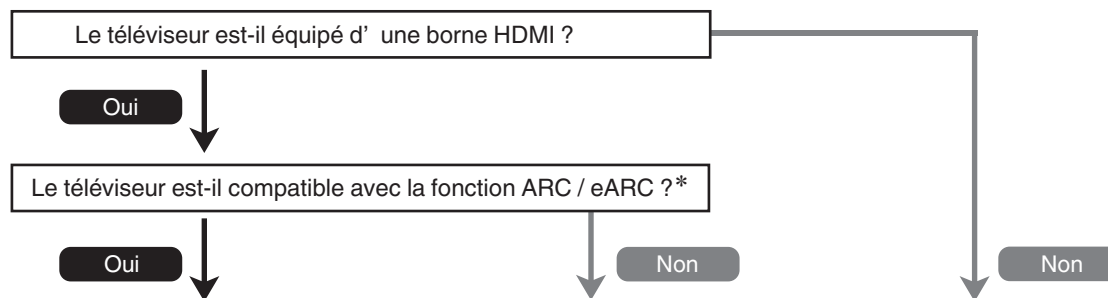 Le téléviseur est-il équipé d’ une borne HDMI ?
Oui
Le téléviseur est-il compatible avec la fonction ARC / eARC ?*
Oui
Non
Non